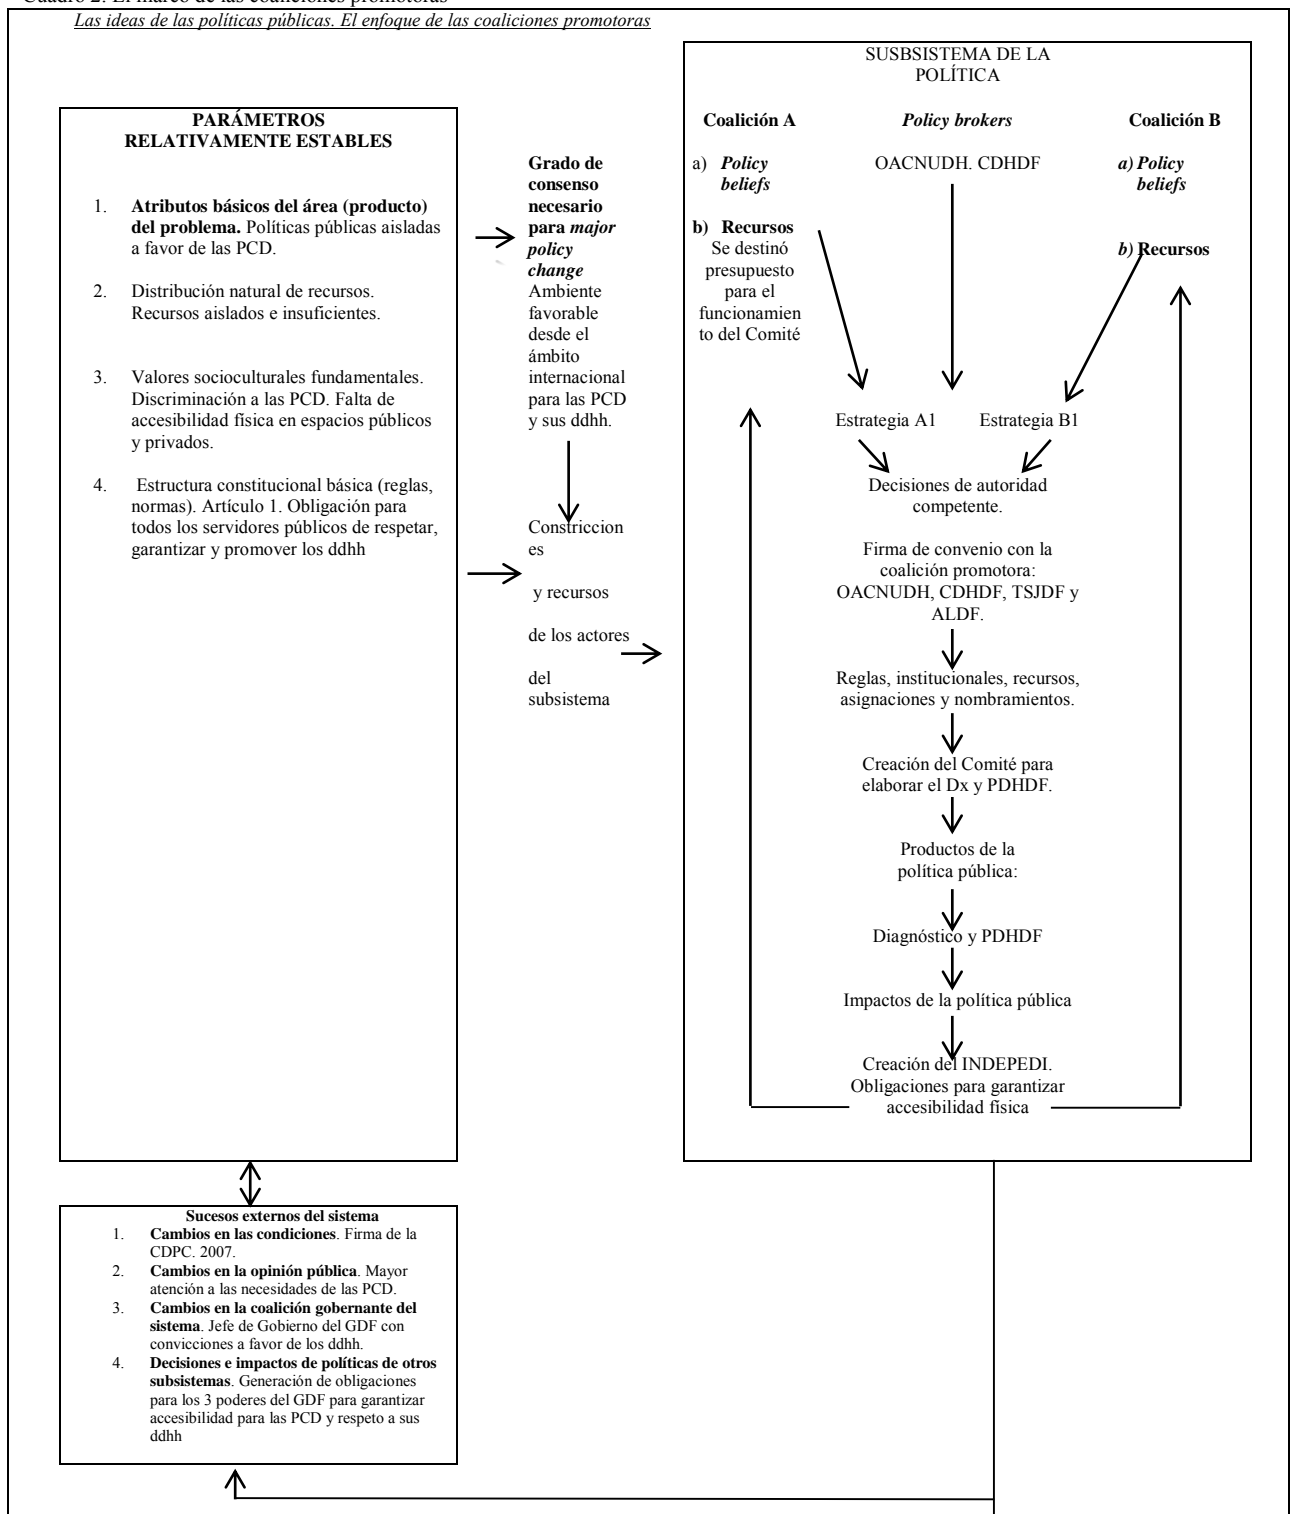 Cuadro 2. El marco de las coaliciones promotoras
Las ideas de las políticas públicas. El enfoque de las coaliciones promotoras
PARÁMETROS
RELATIVAMENTE ESTABLES
1. Atributos básicos del área (producto)
del problema. Políticas públicas aisladas
a favor de las PCD.
2. Distribución natural de recursos.
Recursos aislados e insuficientes.
3. Valores socioculturales fundamentales.
Discriminación a las PCD. Falta de
accesibilidad física en espacios públicos
y privados.
4. Estructura constitucional básica (reglas,
normas). Artículo 1. Obligación para
todos los servidores públicos de respetar,
garantizar y promover los ddhh
Grado de
consenso
necesario
para major
policy
change
Ambiente
favorable
desde el
ámbito
internacional
para las PCD
y sus ddhh.
Constriccion
es
y recursos
de los actores
del
subsistema
SUSBSISTEMA DE LA
POLÍTICA
Coalición A
a) Policy
beliefs
b) Recursos
Se destinó
presupuesto
para el
funcionamien
to del Comité
Policy brokers
OACNUDH. CDHDF
Coalición B
a) Policy
beliefs
b) Recursos
Estrategia A1 Estrategia B1
Decisiones de autoridad
competente.
Firma de convenio con la
coalición promotora:
OACNUDH, CDHDF, TSJDF y
ALDF.
Reglas, institucionales, recursos,
asignaciones y nombramientos.
Creación del Comité para
elaborar el Dx y PDHDF.
Productos de la
política pública:
Diagnóstico y PDHDF
Impactos de la política pública
Creación del INDEPEDI.
Obligaciones para garantizar
accesibilidad física
Sucesos externos del sistema
1. Cambios en las condiciones. Firma de la
CDPC. 2007.
2. Cambios en la opinión pública. Mayor
atención a las necesidades de las PCD.
3. Cambios en la coalición gobernante del
sistema. Jefe de Gobierno del GDF con
convicciones a favor de los ddhh.
4. Decisiones e impactos de políticas de otros
subsistemas. Generación de obligaciones
para los 3 poderes del GDF para garantizar
accesibilidad para las PCD y respeto a sus
ddhh